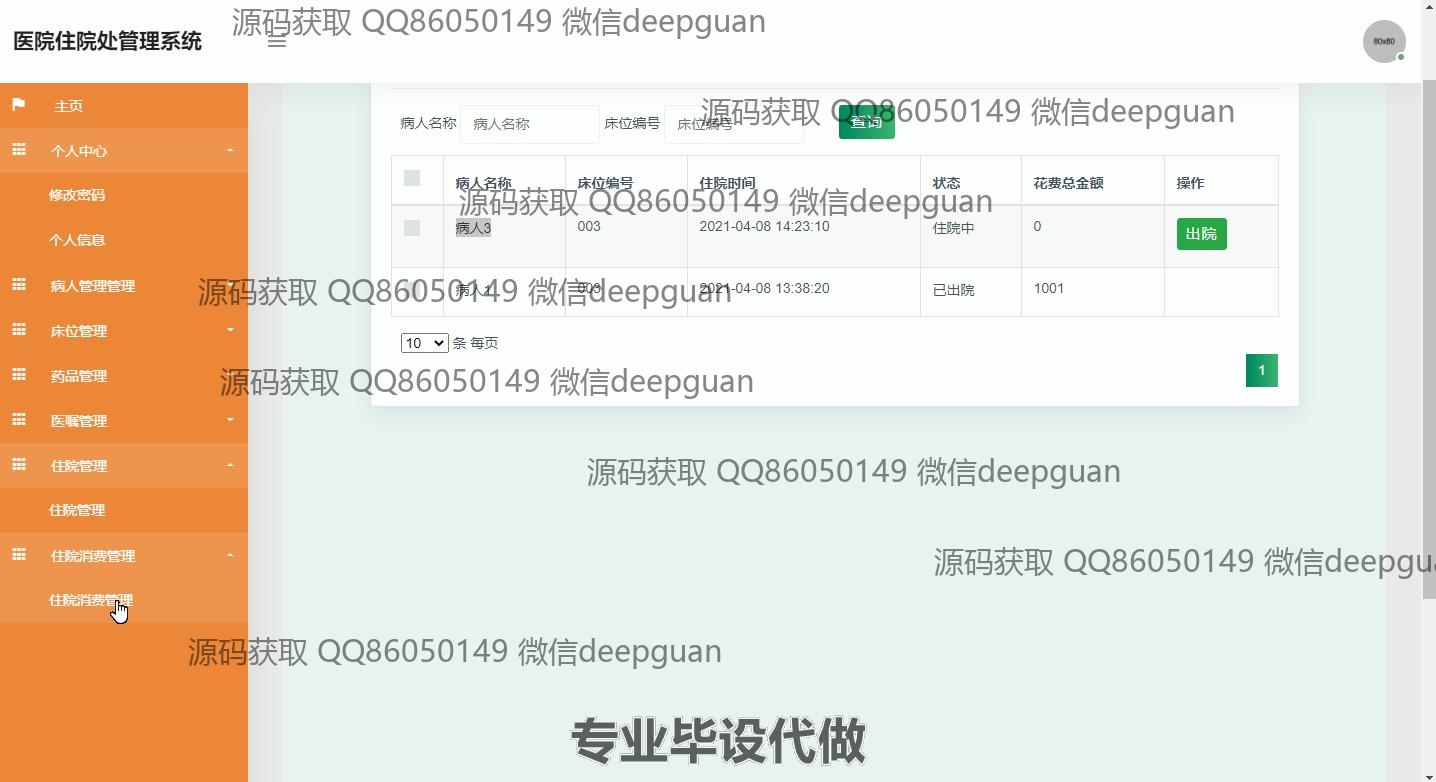 源码获取 QQ86050149 微信deepguan
医院住院处管理系统
80x80
主页
个人中心
修改密码
个人信息
病人管理管理
床位管理
药品管理
医嘱管理
住院管理
住院管理
住院消费管理
住院消费管理
源码获取 QQ86050149 微信deepguan
病人名称 病人名称 床位编号 床位编号 查询
病人名称 床位编号 住院时间 状态 花费总金额 操作
源码获取 QQ86050149 微信deepguan
病人3 003 2021-04-08 14:23:10 住院中 0 出院
源码获取 QQ86050149 微信deepguan
病人1 003 2021-04-08 13:38:20 已出院 1001
10 条 每页
1
源码获取 QQ86050149 微信deepguan
源码获取 QQ86050149 微信deepguan
源码获取 QQ86050149 微信deepgu
源码获取 QQ86050149 微信deepguan
专业毕设代做